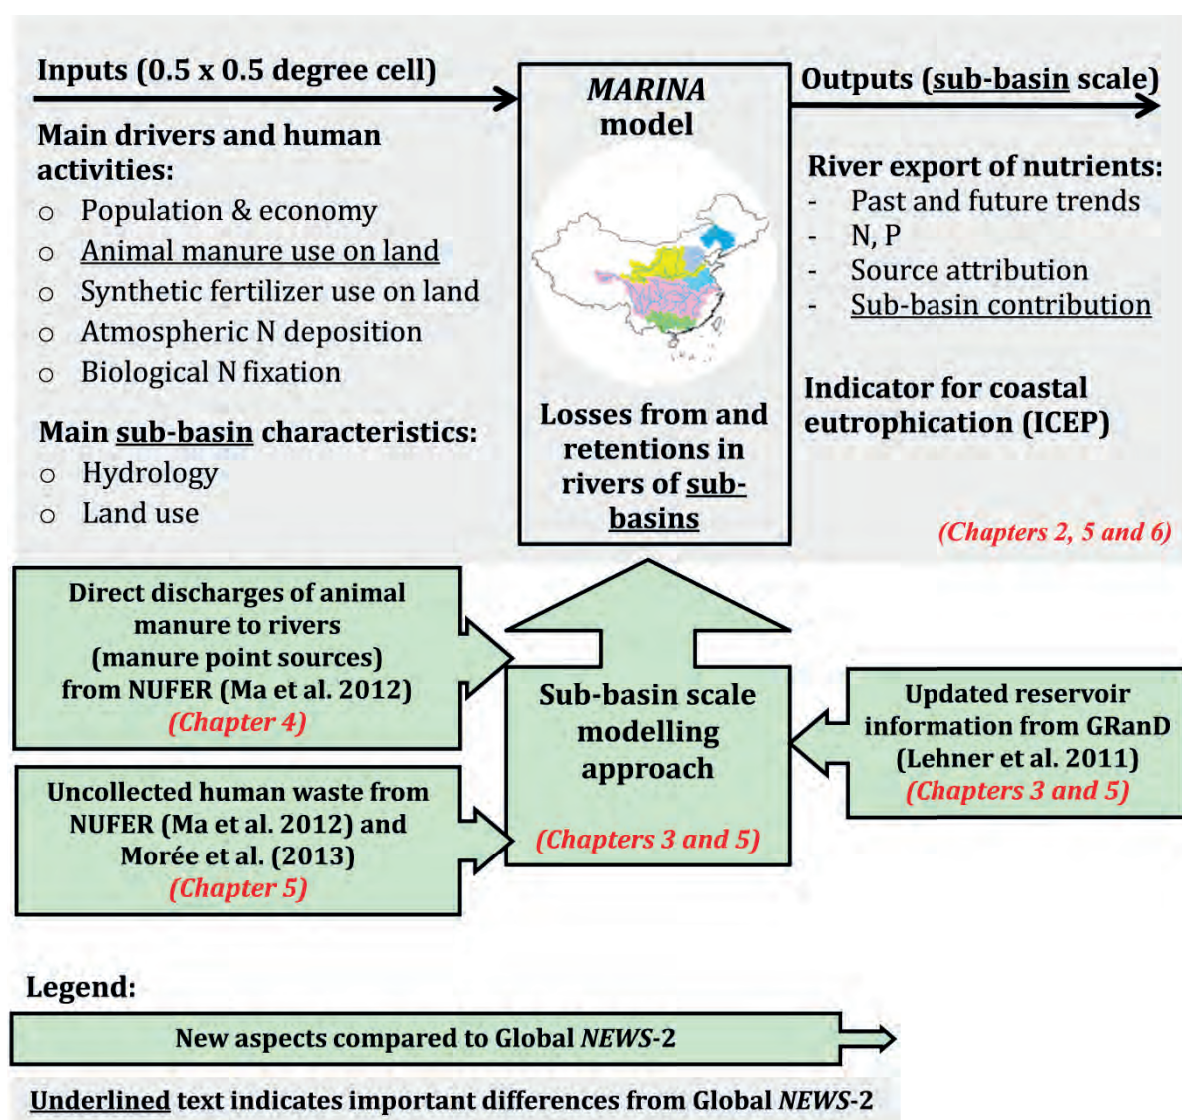 Inputs (0.5 x 0.5 degree cell)
Main drivers and human
activities:
o Population & economy
o Animal manure use on land
o Synthetic fertilizer use on land
o Atmospheric N deposition
o Biological N fixation
Main sub-basin characteristics:
o Hydrology
o Land use
MARINA
model
Losses from and
retentions in
rivers of sub-
basins
Outputs (sub-basin scale)
River export of nutrients:
- Past and future trends
- N, P
- Source attribution
- Sub-basin contribution
Indicator for coastal
eutrophication (ICEP)
(Chapters 2, 5 and 6)
Direct discharges of animal
manure to rivers
(manure point sources)
from NUFER (Ma et al. 2012)
(Chapter 4)
Uncollected human waste from
NUFER (Ma et al. 2012) and
Morée et al. (2013)
(Chapter 5)
Sub-basin scale
modelling
approach
(Chapters 3 and 5)
Updated reservoir
information from GRanD
(Lehner et al. 2011)
(Chapters 3 and 5)
Legend:
New aspects compared to Global NEWS-2
Underlined text indicates important differences from Global NEWS-2